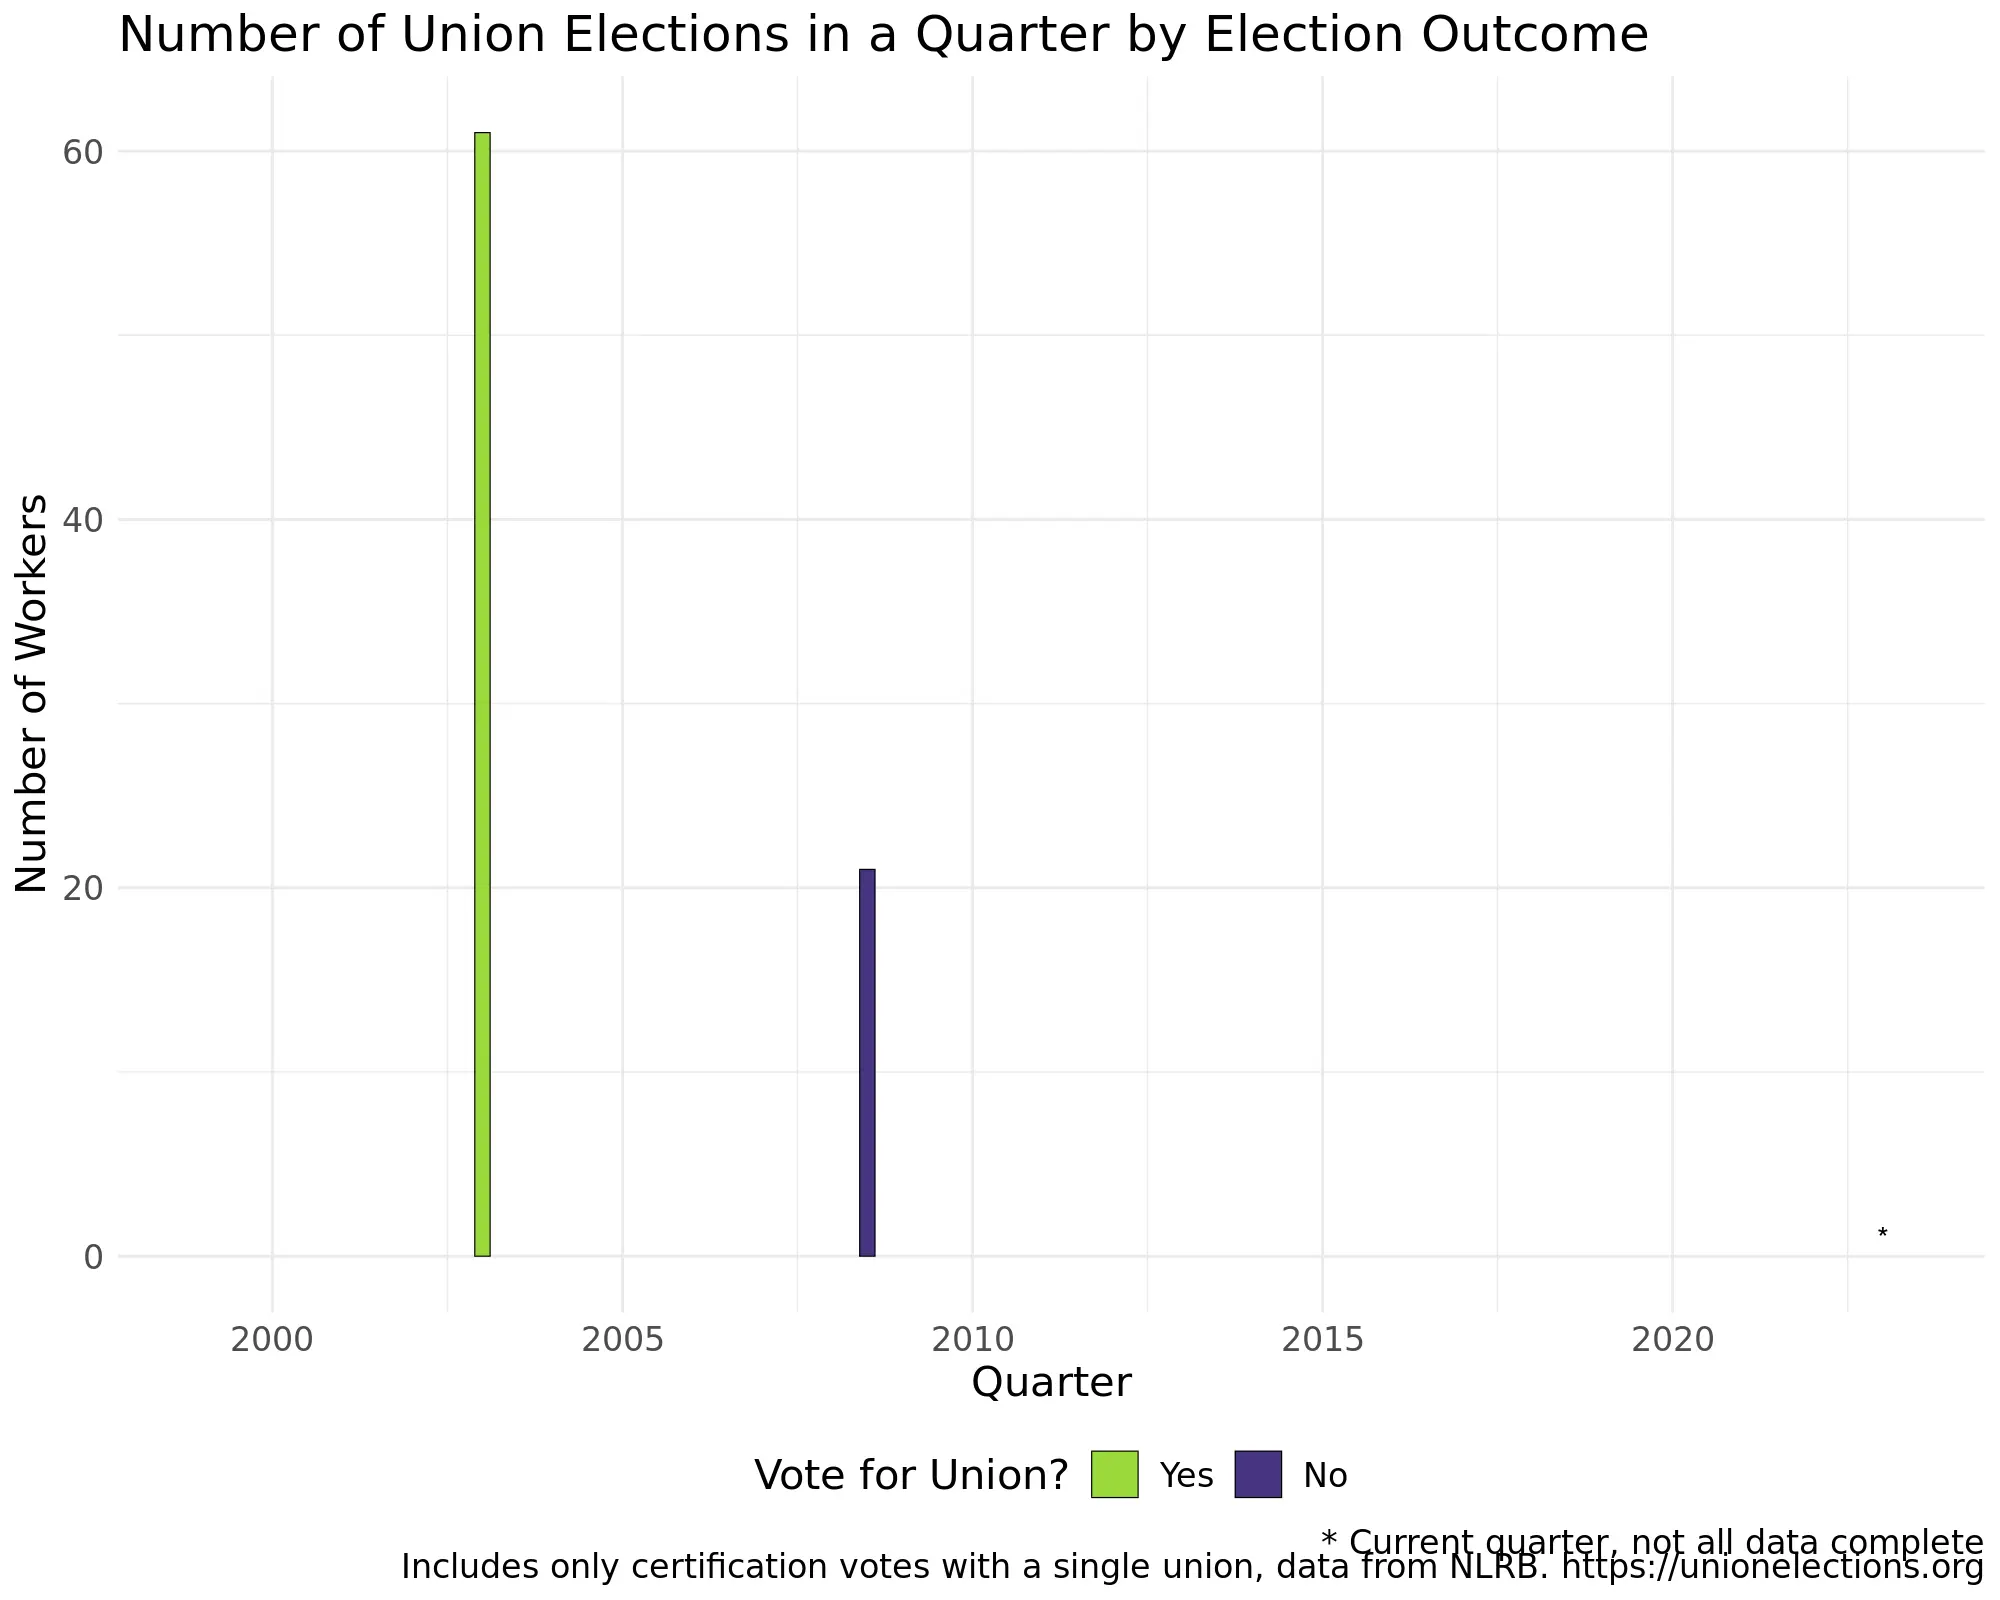 Number of Union Elections in a Quarter by Election Outcome
Number of Workers
60
40
20
0
*
2000 2005 2010 2015 2020
Quarter
Vote for Union? Yes No
* Current quarter, not all data complete
Includes only certification votes with a single union, data from NLRB. https://unionelections.org